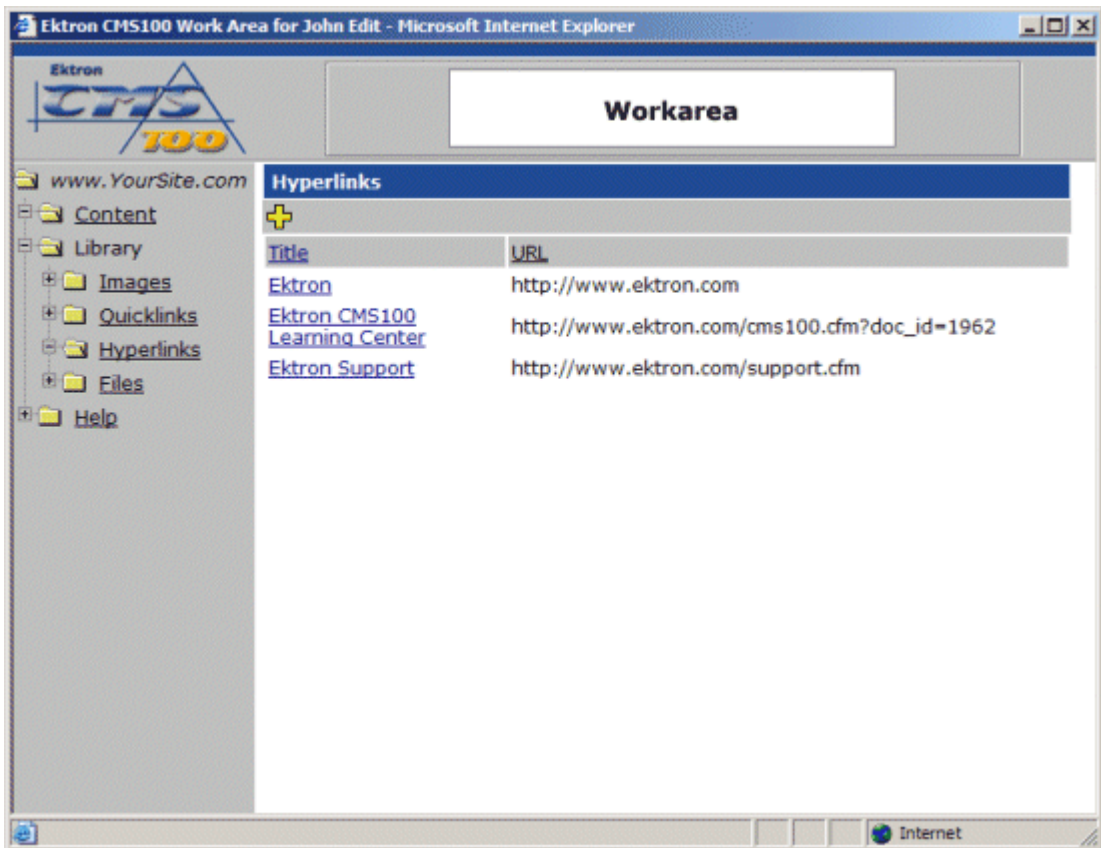 Ektron CMS100 Work Area for John Edit - Microsoft Internet Explorer
Ektron
CMS
100
Workarea
www.YourSite.com
Content
Library
Images
Quicklinks
Hyperlinks
Files
Help
Hyperlinks
Title URL
Ektron http://www.ektron.com
Ektron CMS100
Learning Center http://www.ektron.com/cms100.cfm?doc_id=1962
Ektron Support http://www.ektron.com/support.cfm
Internet